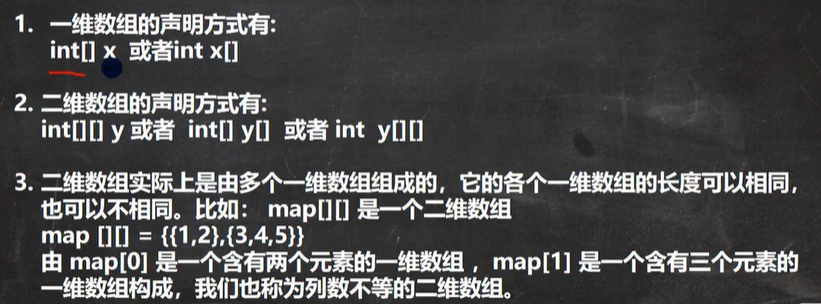 1. 一维数组的声明方式有:
int[] x 或者int x[]
2. 二维数组的声明方式有:
int[][] y 或者 int[] y[] 或者 int y[][]
3. 二维数组实际上是由多个一维数组组成的，它的各个一维数组的长度可以相同，
也可以不相同。比如： map[][] 是一个二维数组
map [][] = {{1,2},{3,4,5}}
由 map[0] 是一个含有两个元素的一维数组 ，map[1] 是一个含有三个元素的
一维数组构成，我们也称为列数不等的二维数组。